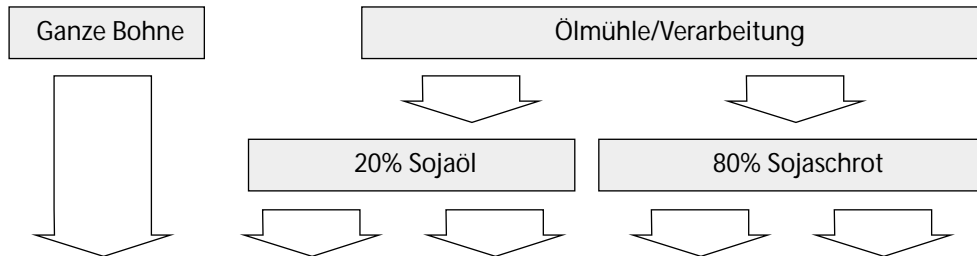 Ganze Bohne
Ölmühle/Verarbeitung
20% Sojaöl
80% Sojaschrot